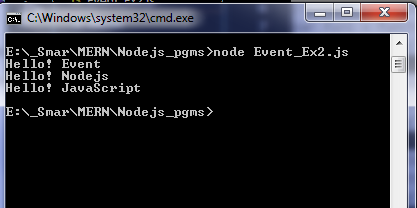 C:\Windows\system32\cmd.exe
E:\_Smar\MERN\Nodejs_pgms>node Event_Ex2.js
Hello! Event
Hello! Nodejs
Hello! JavaScript
E:\_Smar\MERN\Nodejs_pgms>